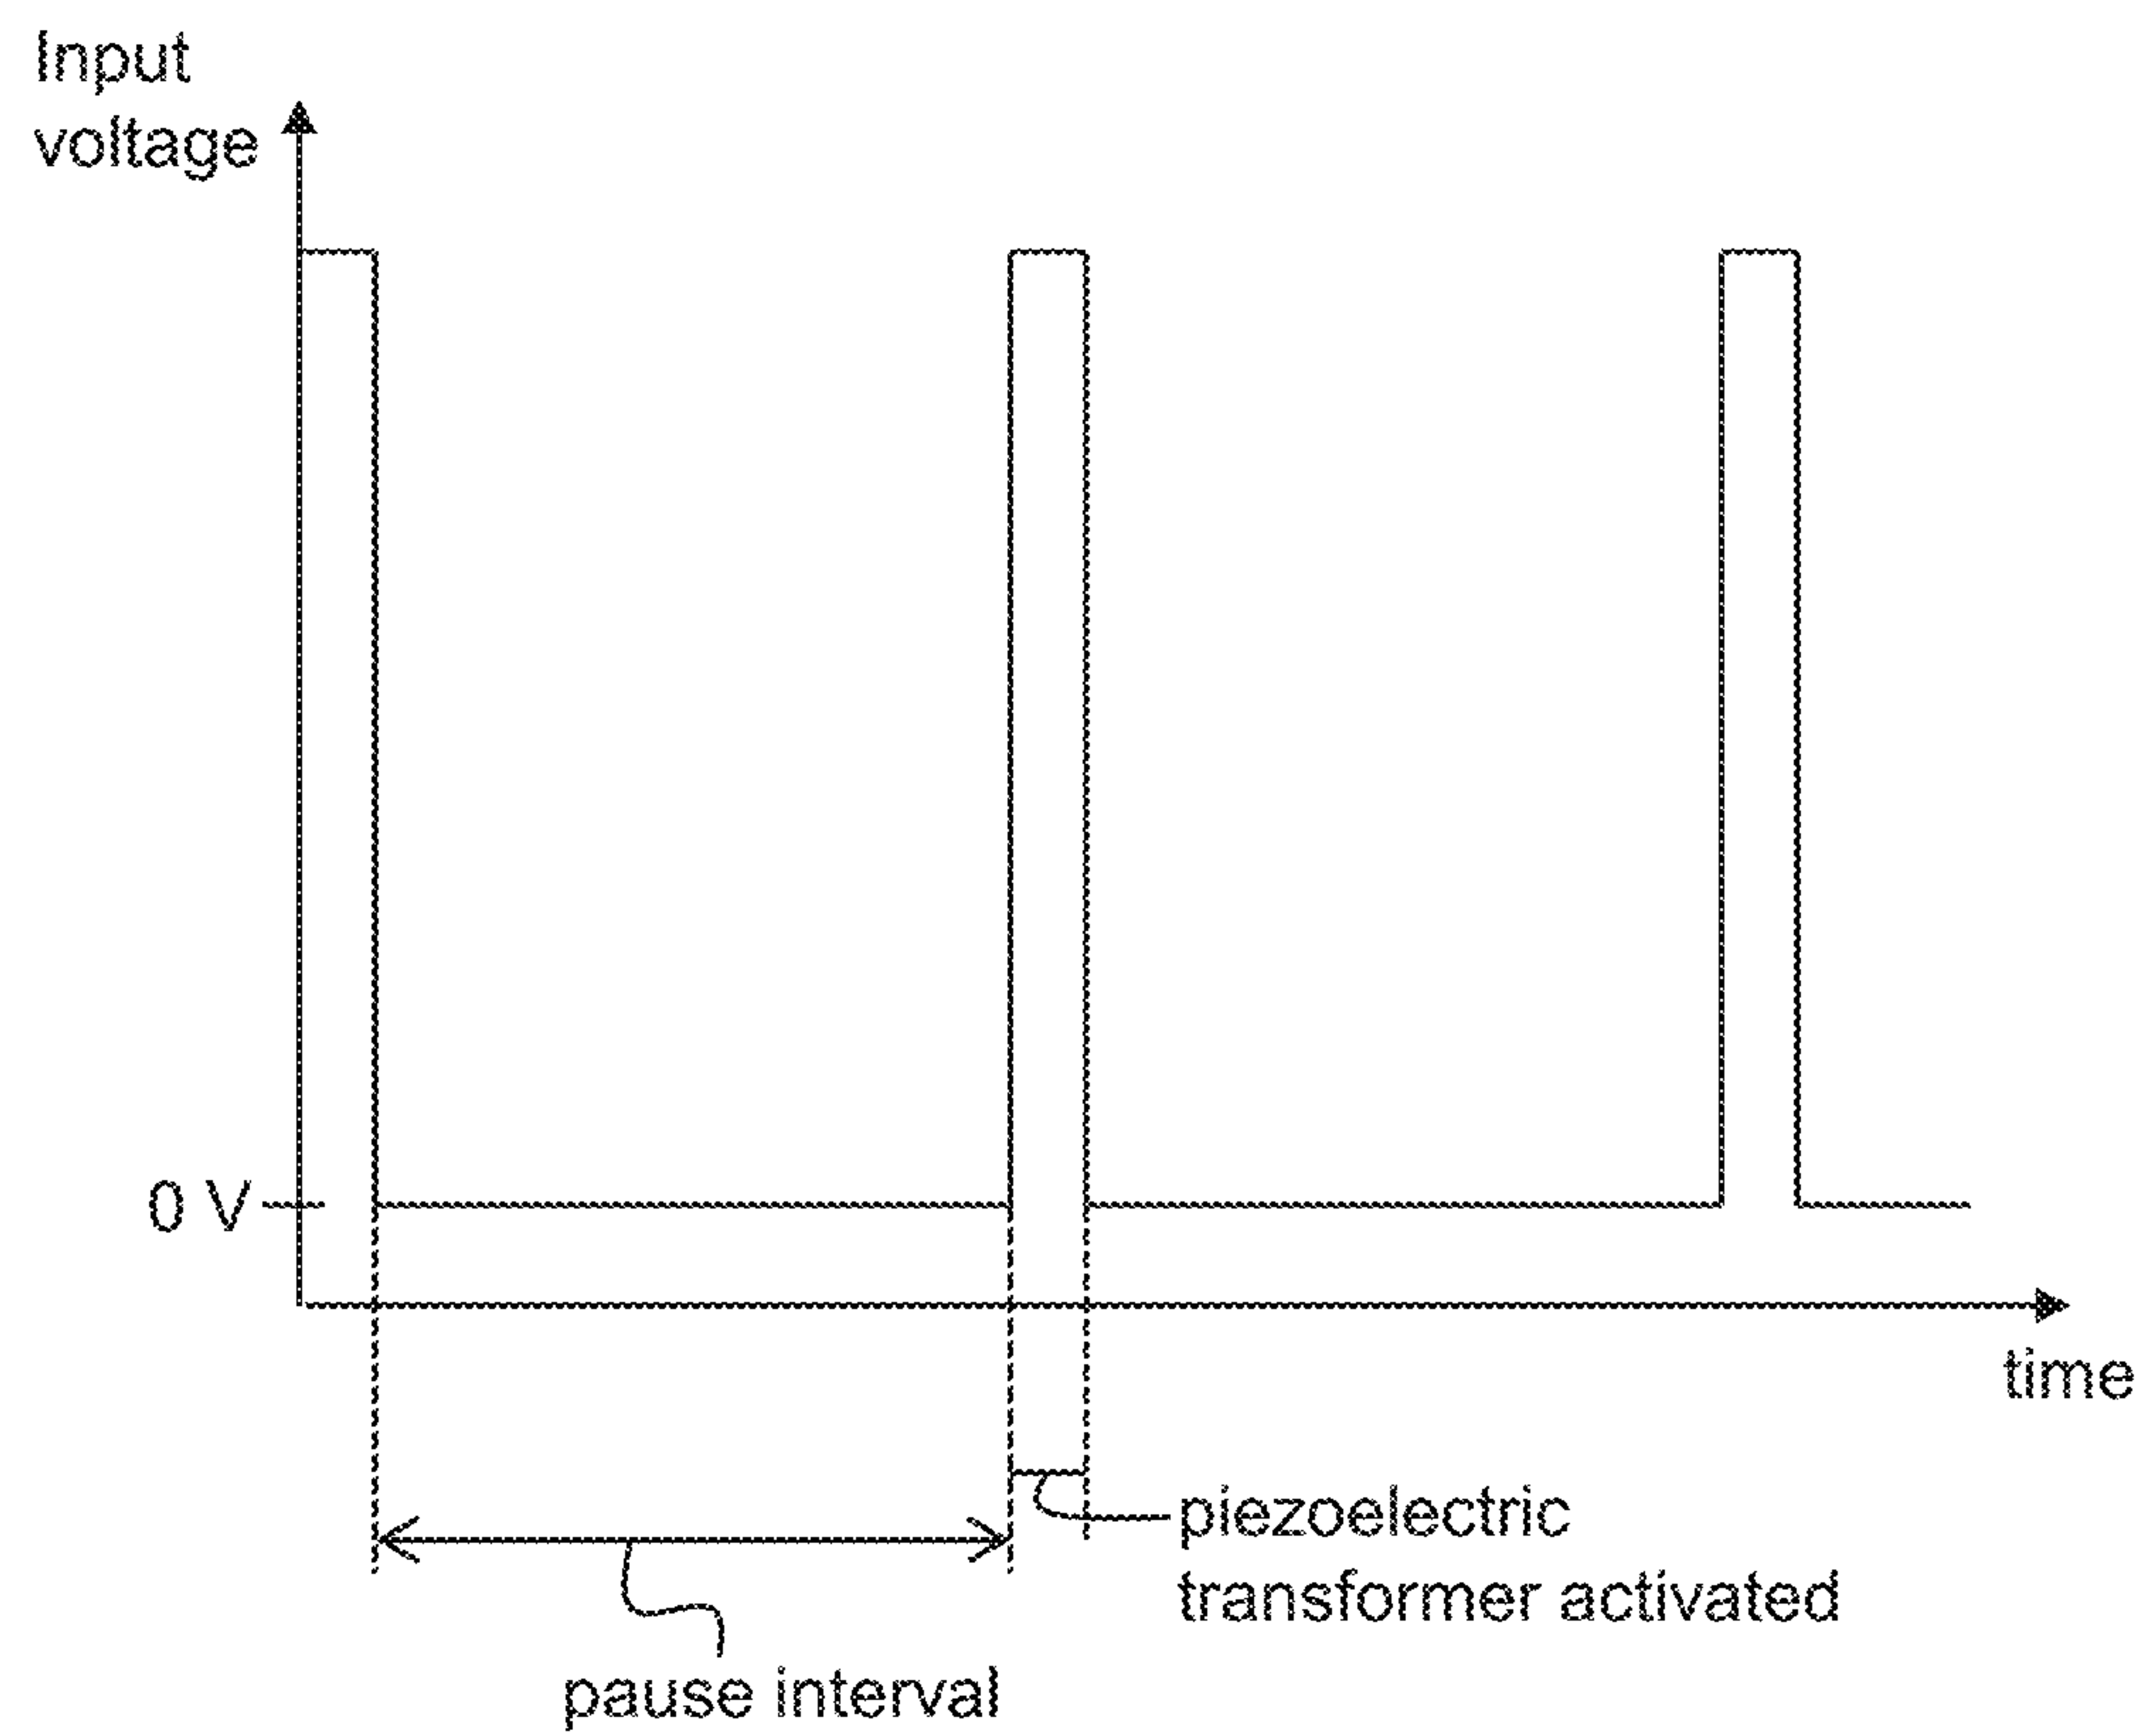 Input
voltage
0 V
time
piezoelectric
transformer activated
pause interval